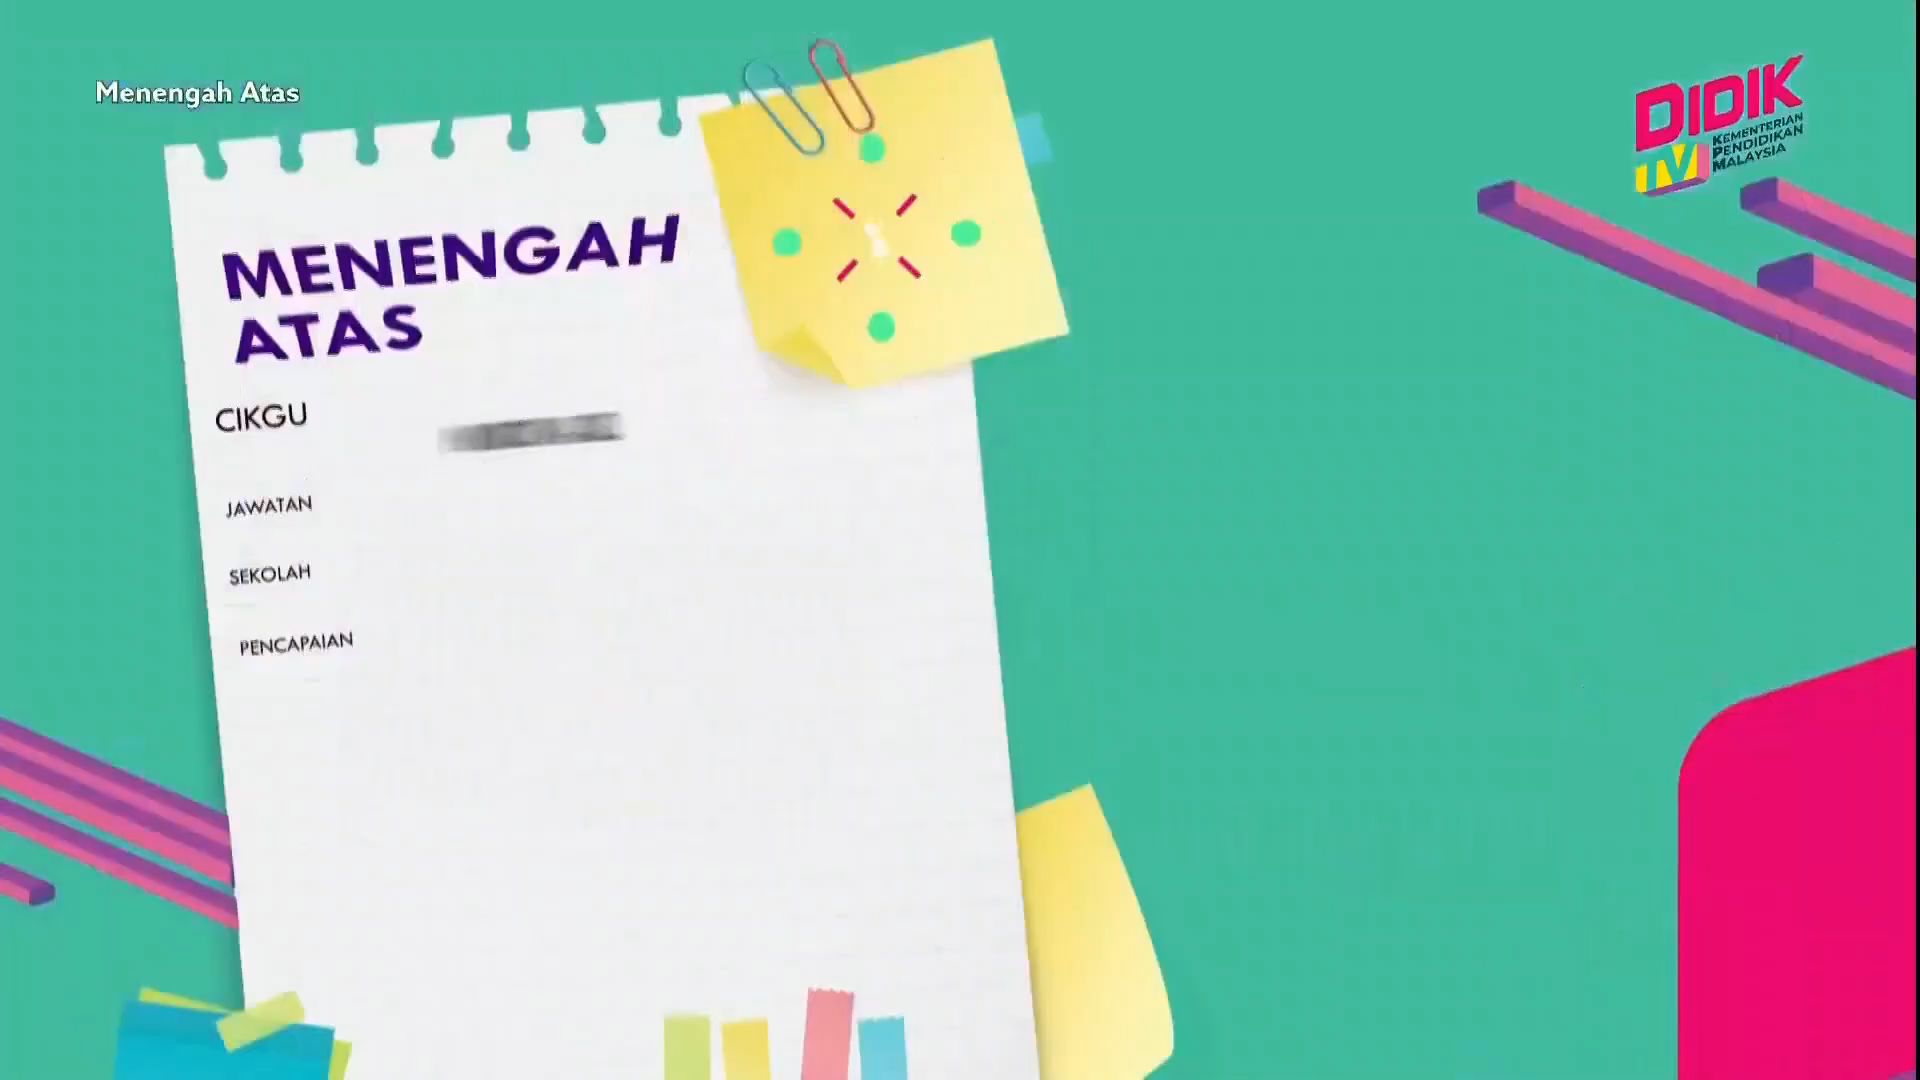 Menengah Atas
DIDIK
TV
KEMENTERIAN
PENDIDIKAN
MALAYSIA
MENENGAH
ATAS
CIKGU
JAWATAN
SEKOLAH
PENCAPAIAN